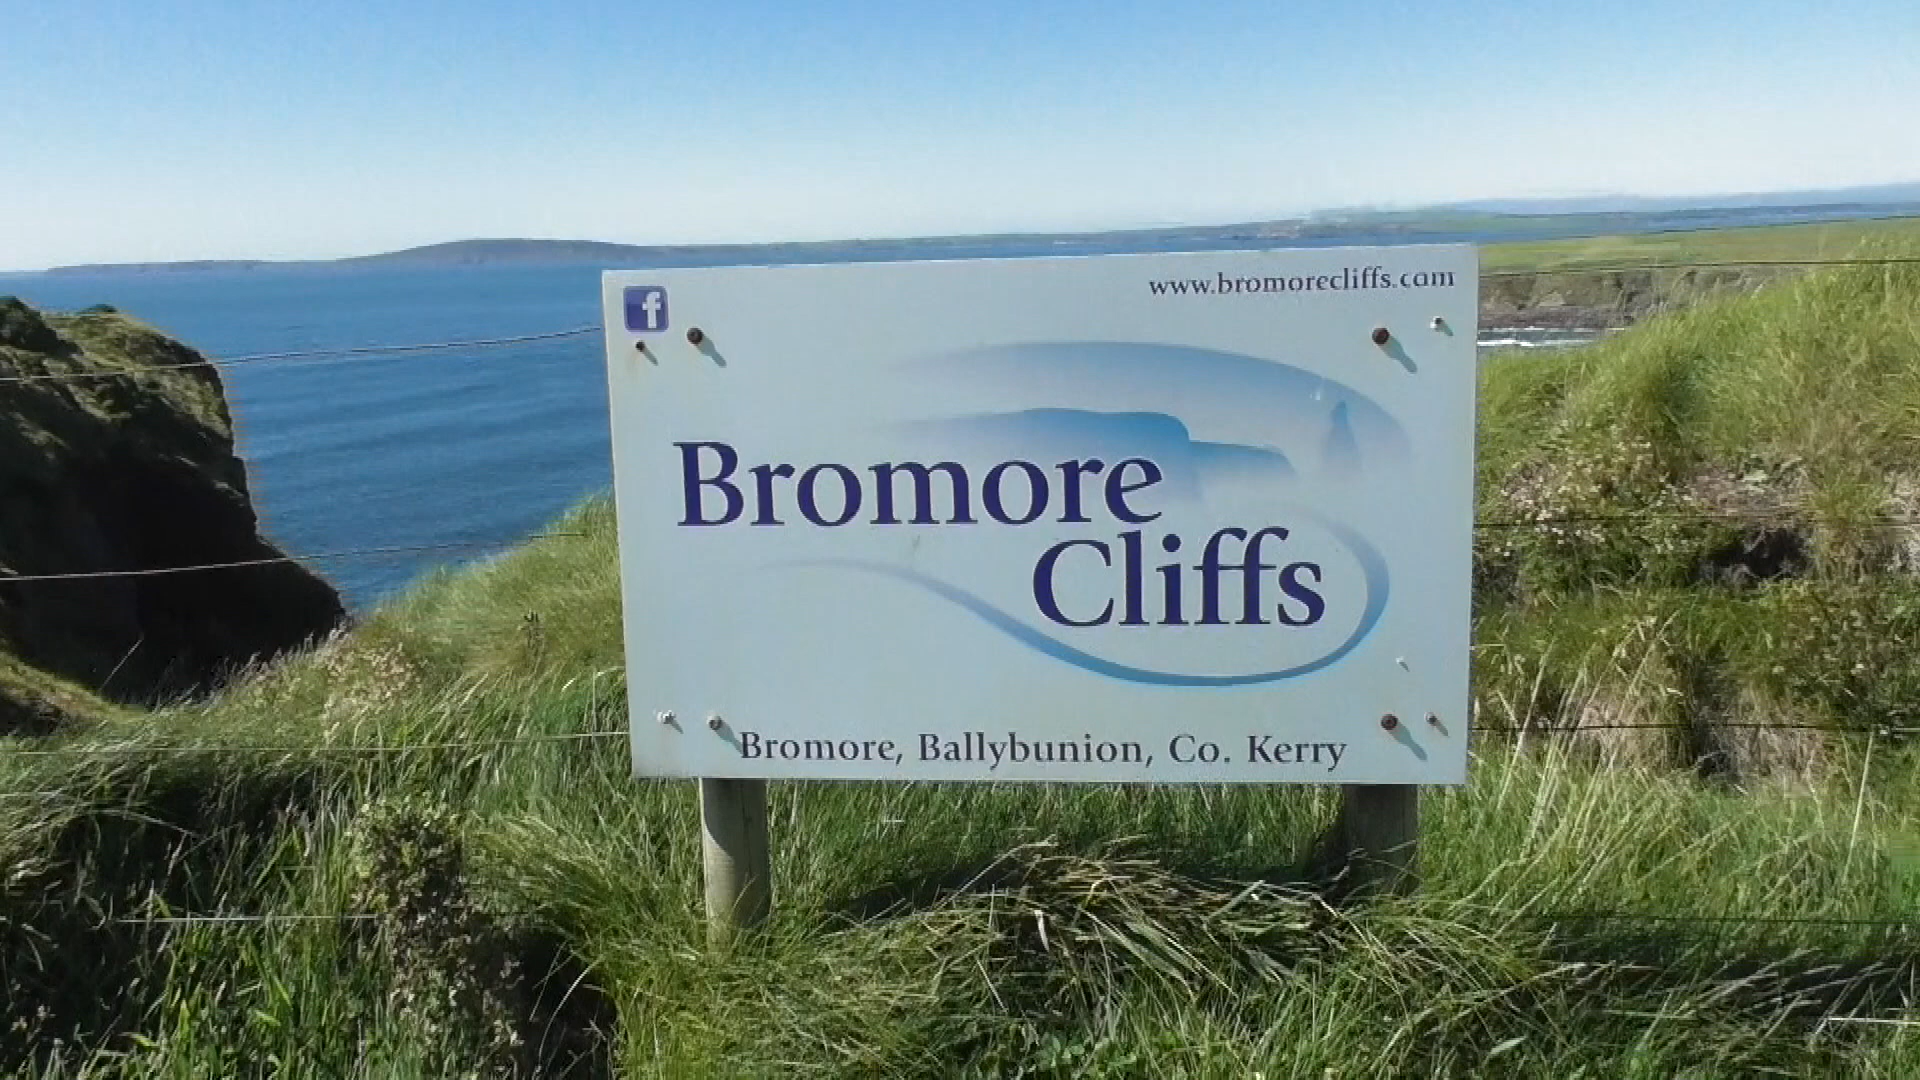 f
www.bromorecliffs.com
Bromore
Cliffs
Bromore, Ballybunion, Co. Kerry